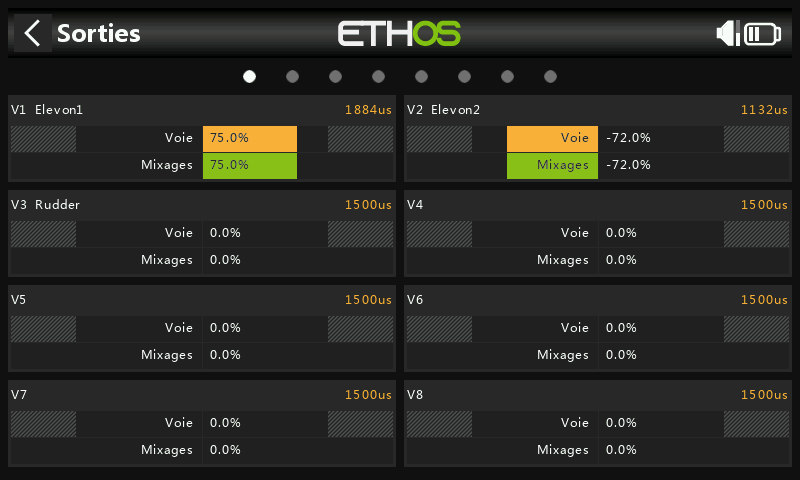 Sorties
ETHOS
V1 Elevon1 1884us
Voie 75.0%
Mixages 75.0%
V2 Elevon2 1132us
Voie -72.0%
Mixages -72.0%
V3 Rudder 1500us
Voie 0.0%
Mixages 0.0%
V4 1500us
Voie 0.0%
Mixages 0.0%
V5 1500us
Voie 0.0%
Mixages 0.0%
V6 1500us
Voie 0.0%
Mixages 0.0%
V7 1500us
Voie 0.0%
Mixages 0.0%
V8 1500us
Voie 0.0%
Mixages 0.0%